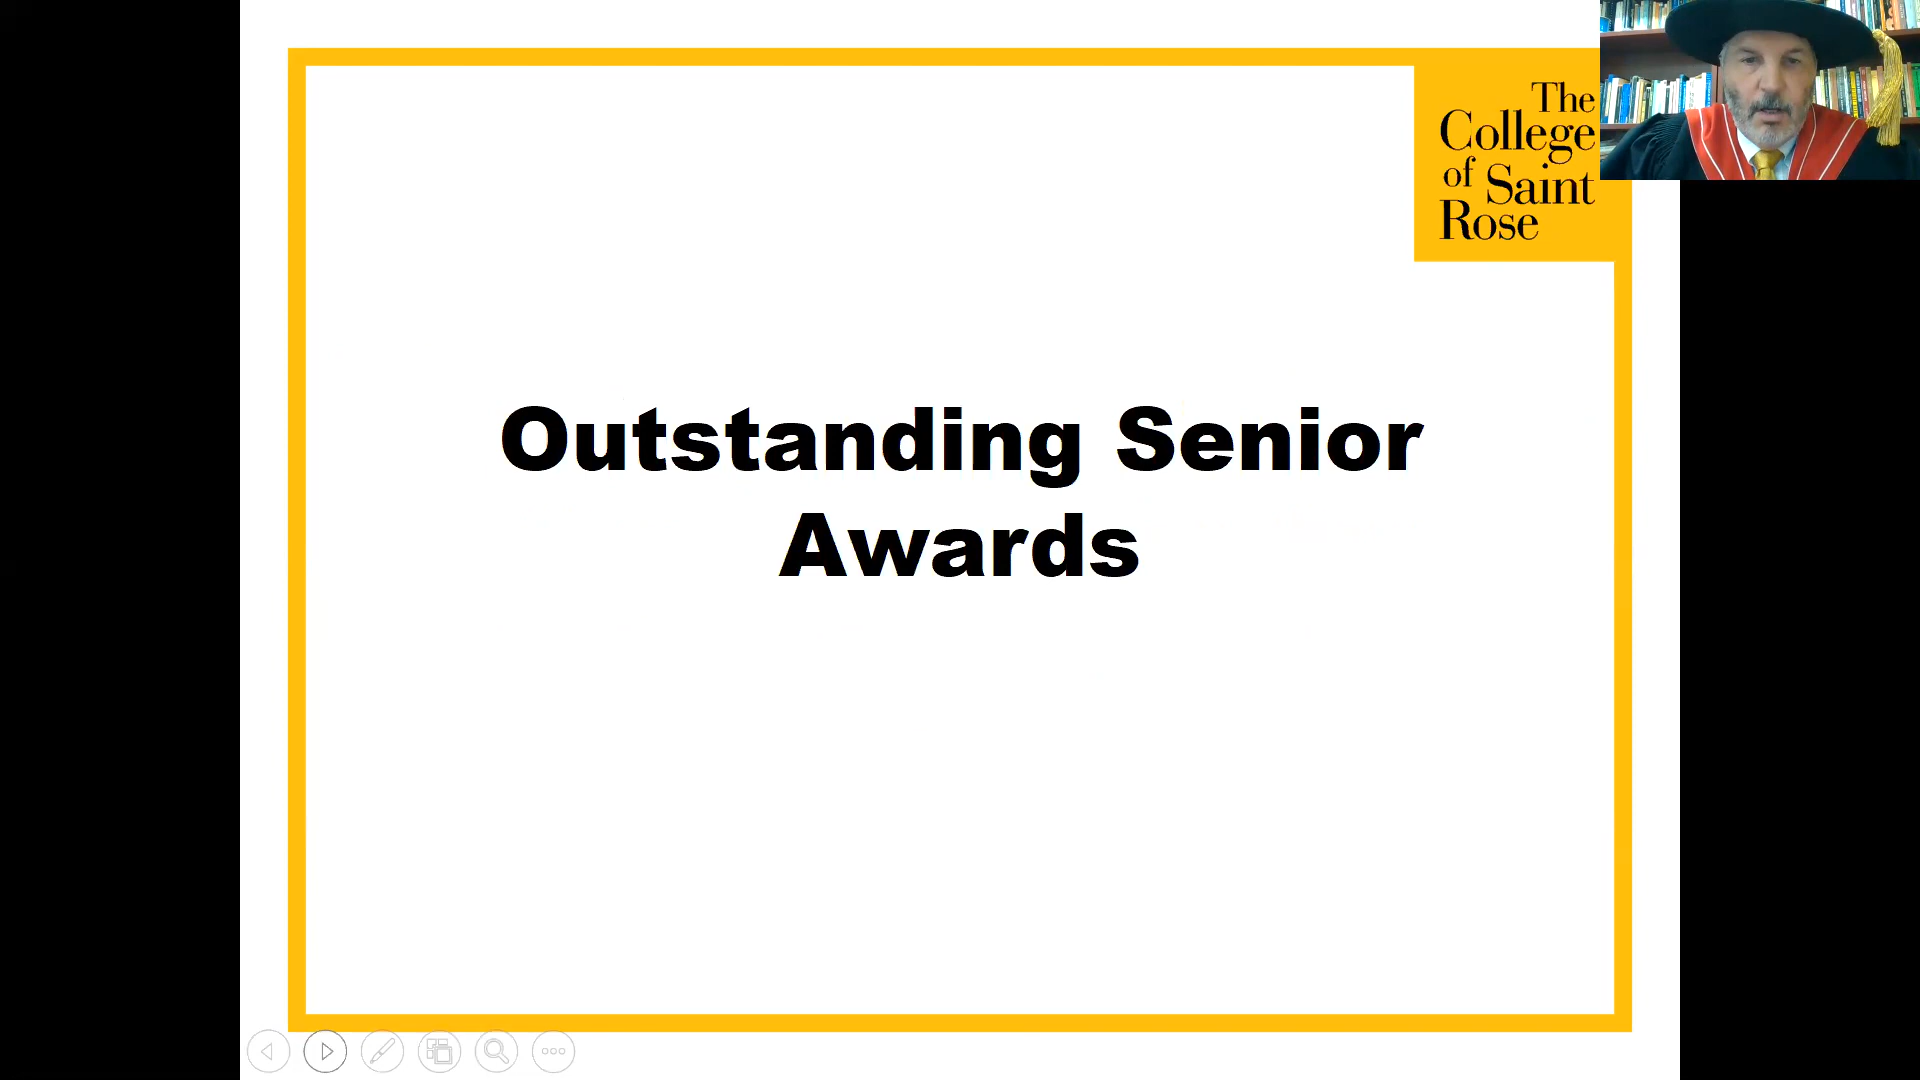 The
College
of Saint
Rose
Outstanding Senior
Awards